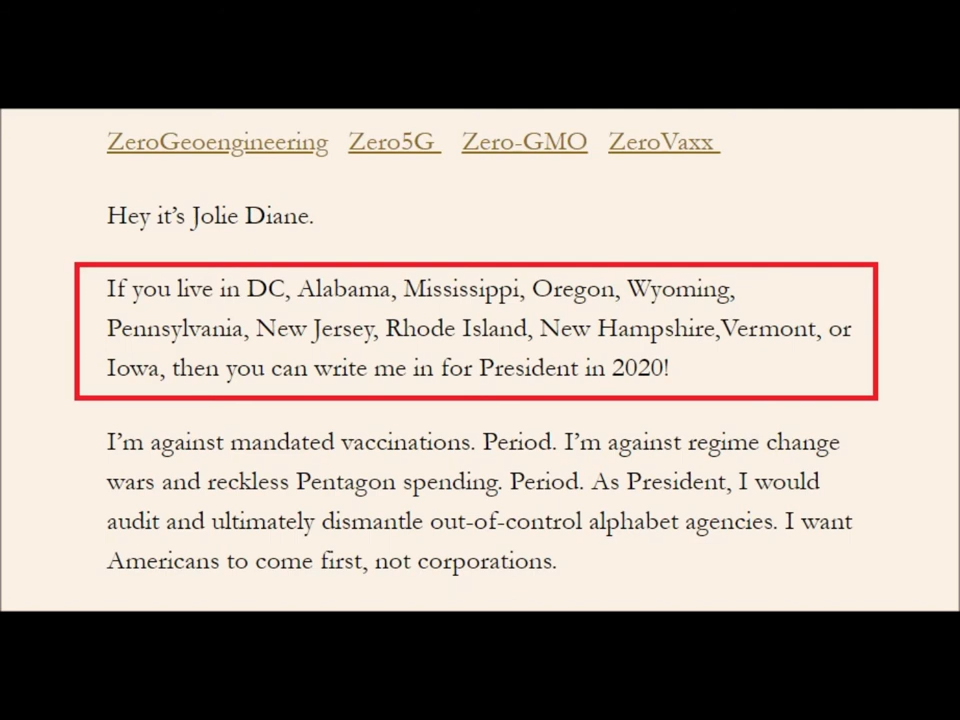 ZeroGeoengineering Zero5G Zero-GMO ZeroVaxx
Hey it’s Jolie Diane.
If you live in DC, Alabama, Mississippi, Oregon, Wyoming,
Pennsylvania, New Jersey, Rhode Island, New Hampshire,Vermont, or
Iowa, then you can write me in for President in 2020!
I’m against mandated vaccinations. Period. I’m against regime change
wars and reckless Pentagon spending. Period. As President, I would
audit and ultimately dismantle out-of-control alphabet agencies. I want
Americans to come first, not corporations.